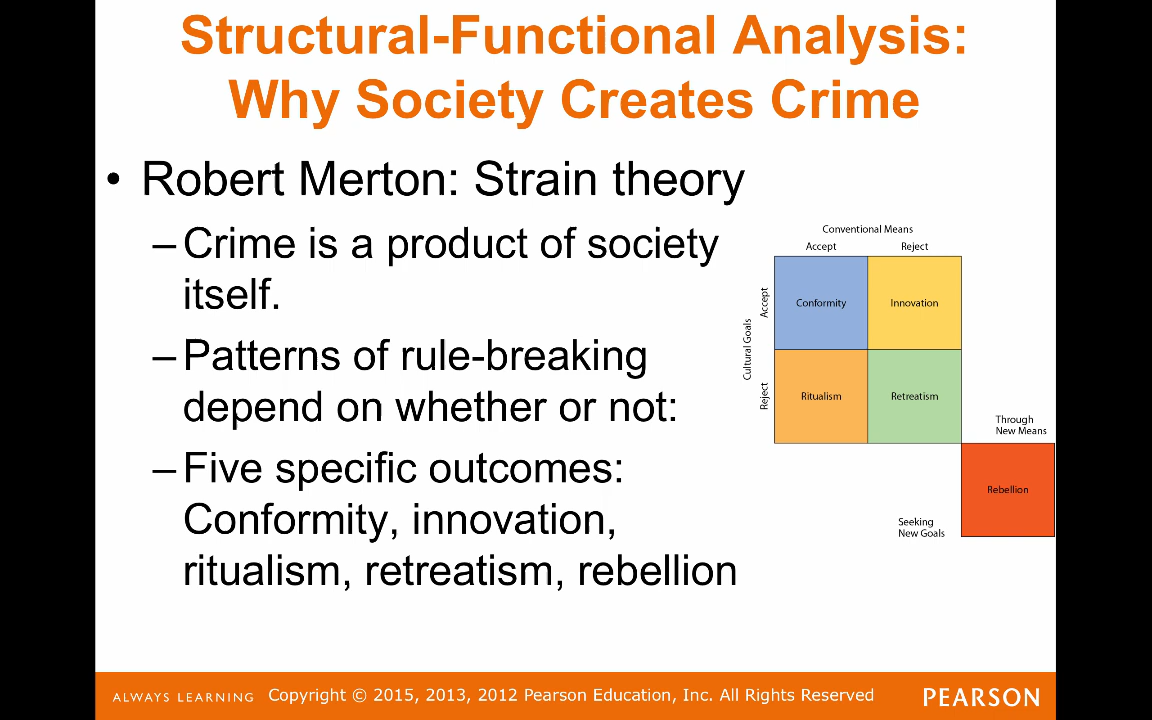 Structural-Functional Analysis:
Why Society Creates Crime
• Robert Merton: Strain theory
–Crime is a product of society
itself.
–Patterns of rule-breaking
depend on whether or not:
–Five specific outcomes:
Conformity, innovation,
ritualism, retreatism, rebellion
Conventional Means
Accept Reject
Cultural Goals
Accept
Conformity Innovation
Reject
Ritualism Retreatism
Through
New Means
Rebellion
Seeking
New Goals
ALWAYS LEARNING Copyright © 2015, 2013, 2012 Pearson Education, Inc. All Rights Reserved PEARSON